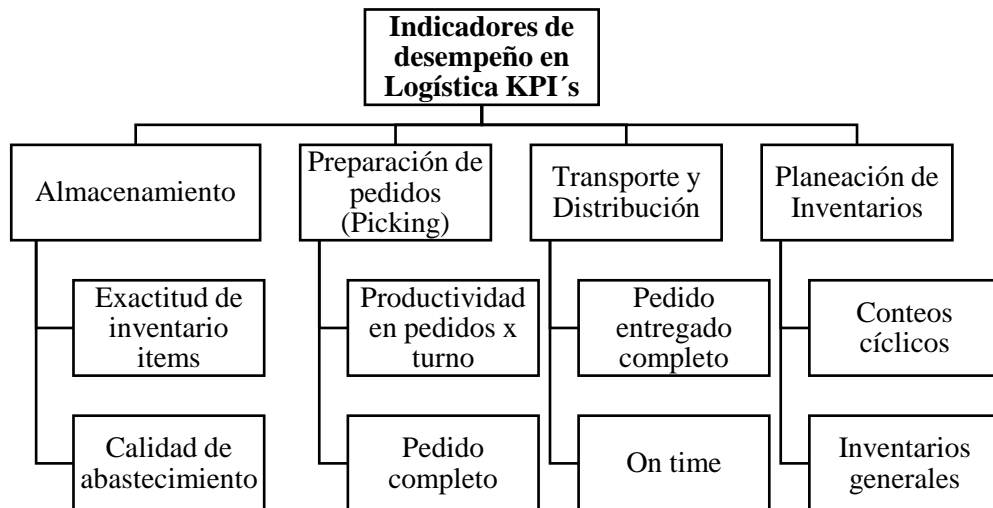 Indicadores de
desempeño en
Logística KPI´s
Almacenamiento
Preparación de
pedidos
(Picking)
Transporte y
Distribución
Planeación de
Inventarios
Exactitud de
inventario
items
Productividad
en pedidos x
turno
Pedido
entregado
completo
Conteos
cíclicos
Calidad de
abastecimiento
Pedido
completo
On time
Inventarios
generales